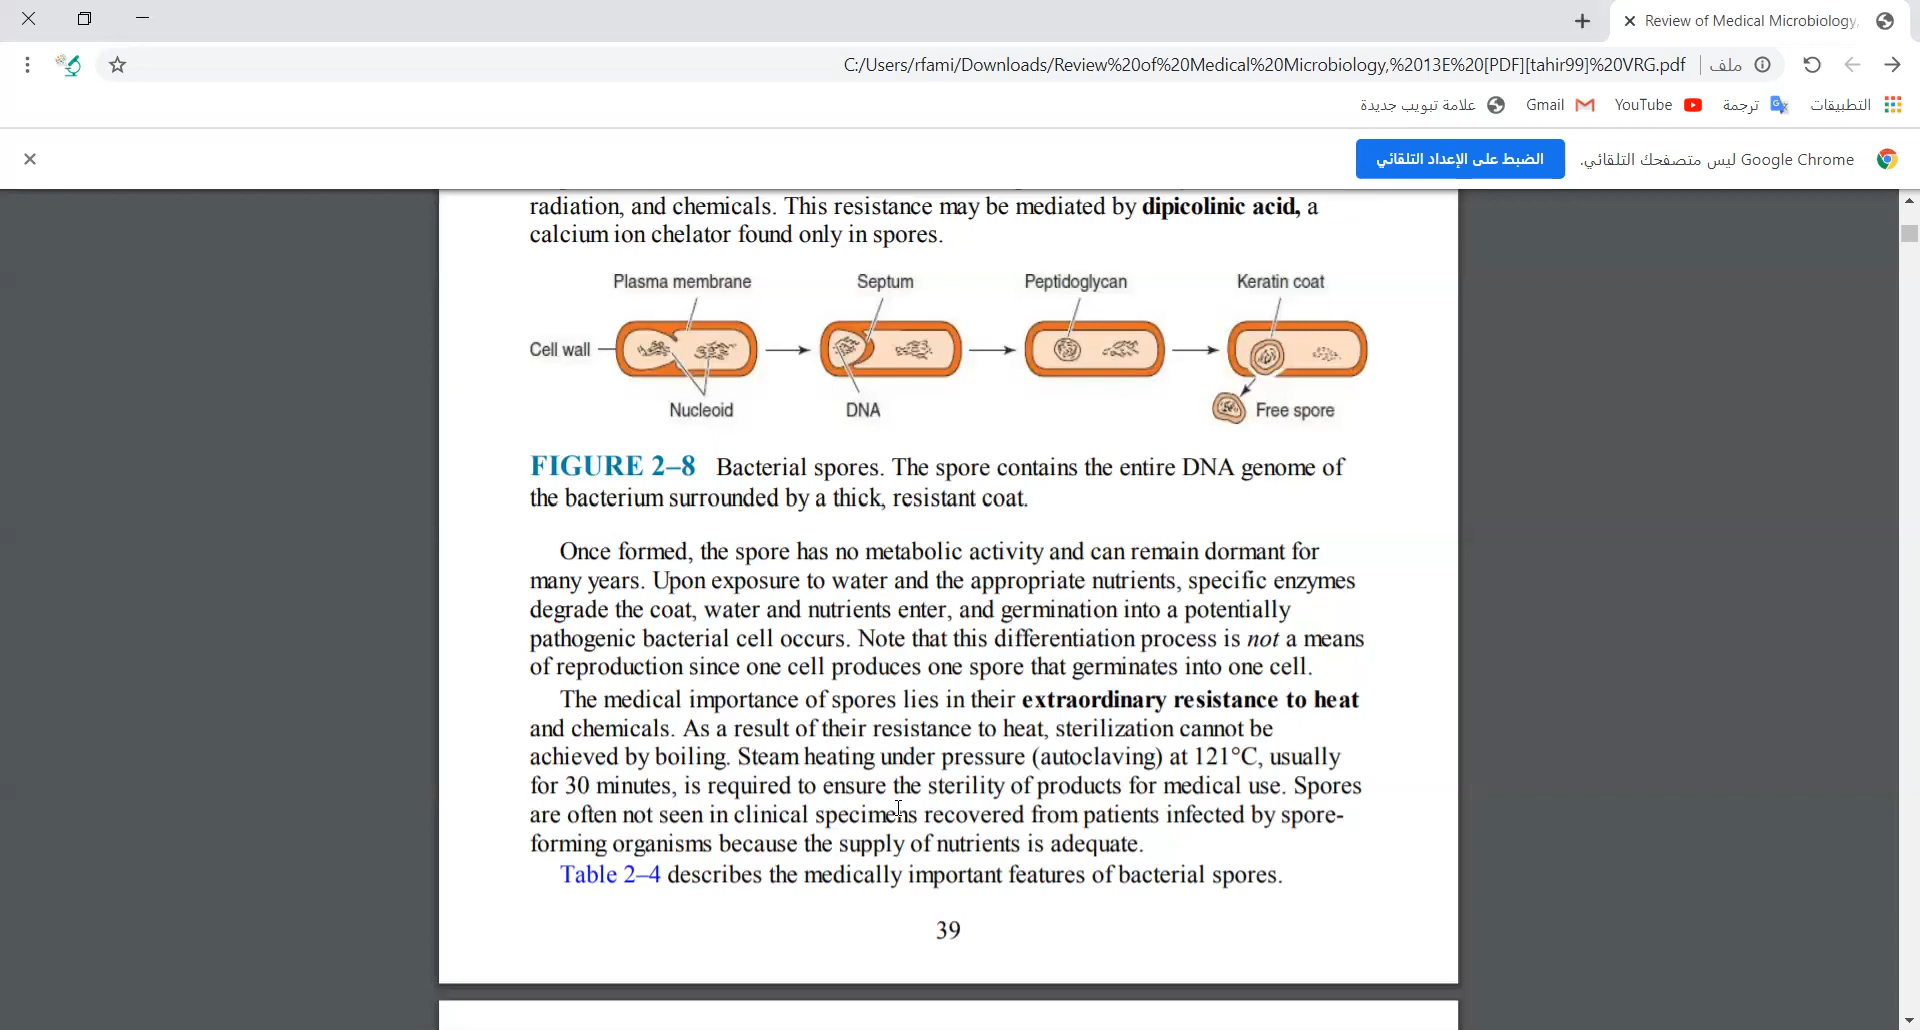 Review of Medical Microbiology,
C:/Users/rfami/Downloads/Review%20of%20Medical%20Microbiology,%2013E%20[PDF][tahir99]%20VRG.pdf
ملف
التطبيقات
ترجمة
YouTube
Gmail
علامة تبويب جديدة
Google Chrome ليس متصفحك التلقائي.
الضبط على الإعداد التلقائي
radiation, and chemicals. This resistance may be mediated by dipicolinic acid, a
calcium ion chelator found only in spores.
Plasma membrane
Septum
Peptidoglycan
Keratin coat
Cell wall
Nucleoid
DNA
Free spore
FIGURE 2–8 Bacterial spores. The spore contains the entire DNA genome of
the bacterium surrounded by a thick, resistant coat.
Once formed, the spore has no metabolic activity and can remain dormant for
many years. Upon exposure to water and the appropriate nutrients, specific enzymes
degrade the coat, water and nutrients enter, and germination into a potentially
pathogenic bacterial cell occurs. Note that this differentiation process is not a means
of reproduction since one cell produces one spore that germinates into one cell.
The medical importance of spores lies in their extraordinary resistance to heat
and chemicals. As a result of their resistance to heat, sterilization cannot be
achieved by boiling. Steam heating under pressure (autoclaving) at 121°C, usually
for 30 minutes, is required to ensure the sterility of products for medical use. Spores
are often not seen in clinical specimens recovered from patients infected by spore-
forming organisms because the supply of nutrients is adequate.
Table 2–4 describes the medically important features of bacterial spores.
39